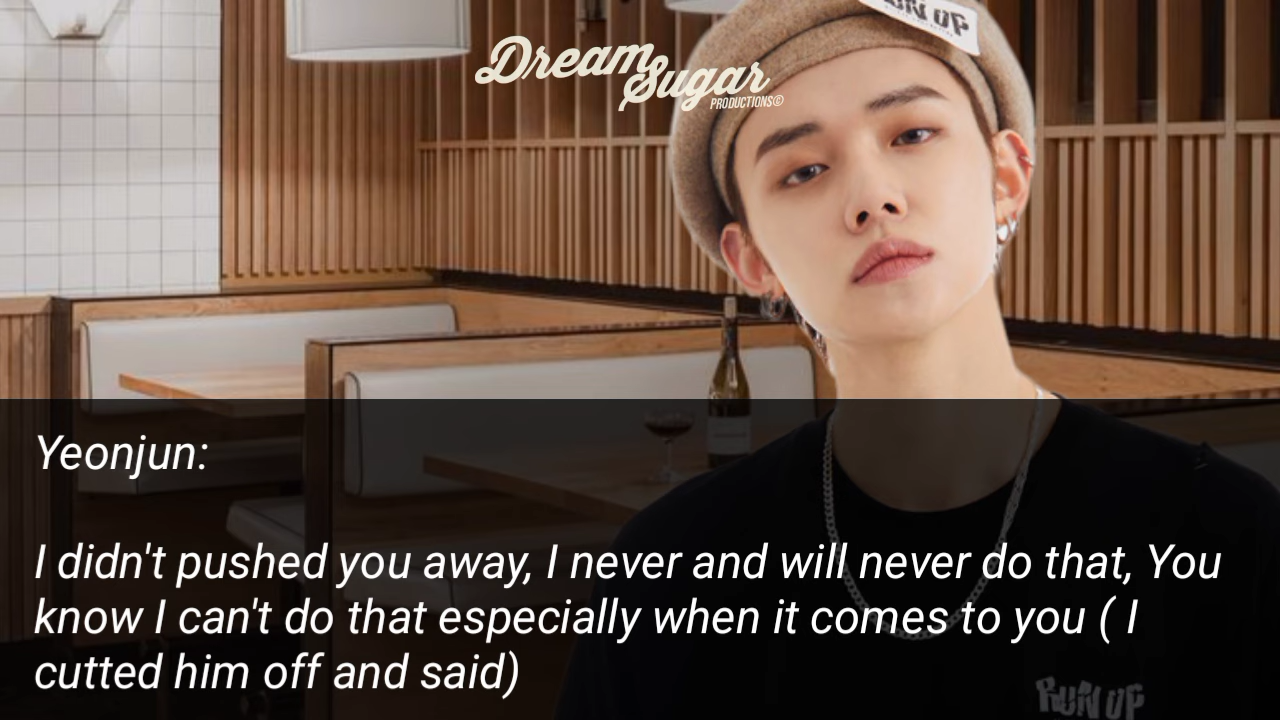 RUN UP
Dream
Sugar
PRODUCTIONS©
Yeonjun:
I didn't pushed you away, I never and will never do that, You
know I can't do that especially when it comes to you ( I
cutted him off and said)
RUN UP